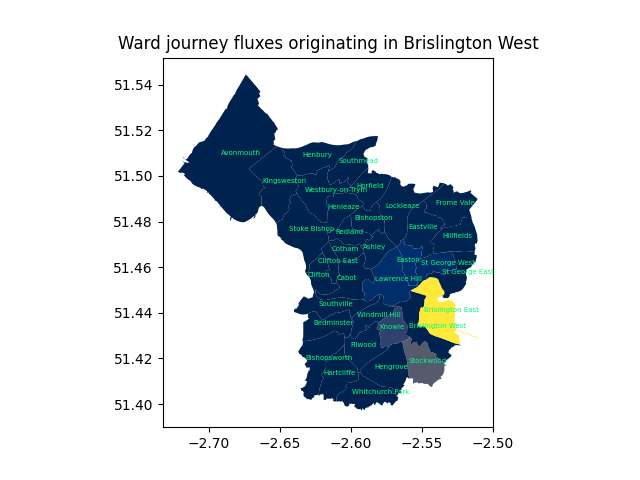 Ward journey fluxes originating in Brislington West
51.54
51.52
51.50
51.48
51.46
51.44
51.42
51.40
Avonmouth
Henbury
Southmead
Kingsweston
Westbury-on-Trym
Horfield
Henleaze
Lockleaze
Frome Vale
Bishopston
Stoke Bishop
Redland
Eastville
Hillfields
Cotham
Ashley
Clifton East
Easton
St George West
Clifton
Cabot
Lawrence Hill
St George East
Southville
Windmill Hill
Brislington East
Bedminster
Knowle
Brislington West
Filwood
Bishopsworth
Hengrove
Stockwood
Hartcliffe
Whitchurch Park
−2.70 −2.65 −2.60 −2.55 −2.50